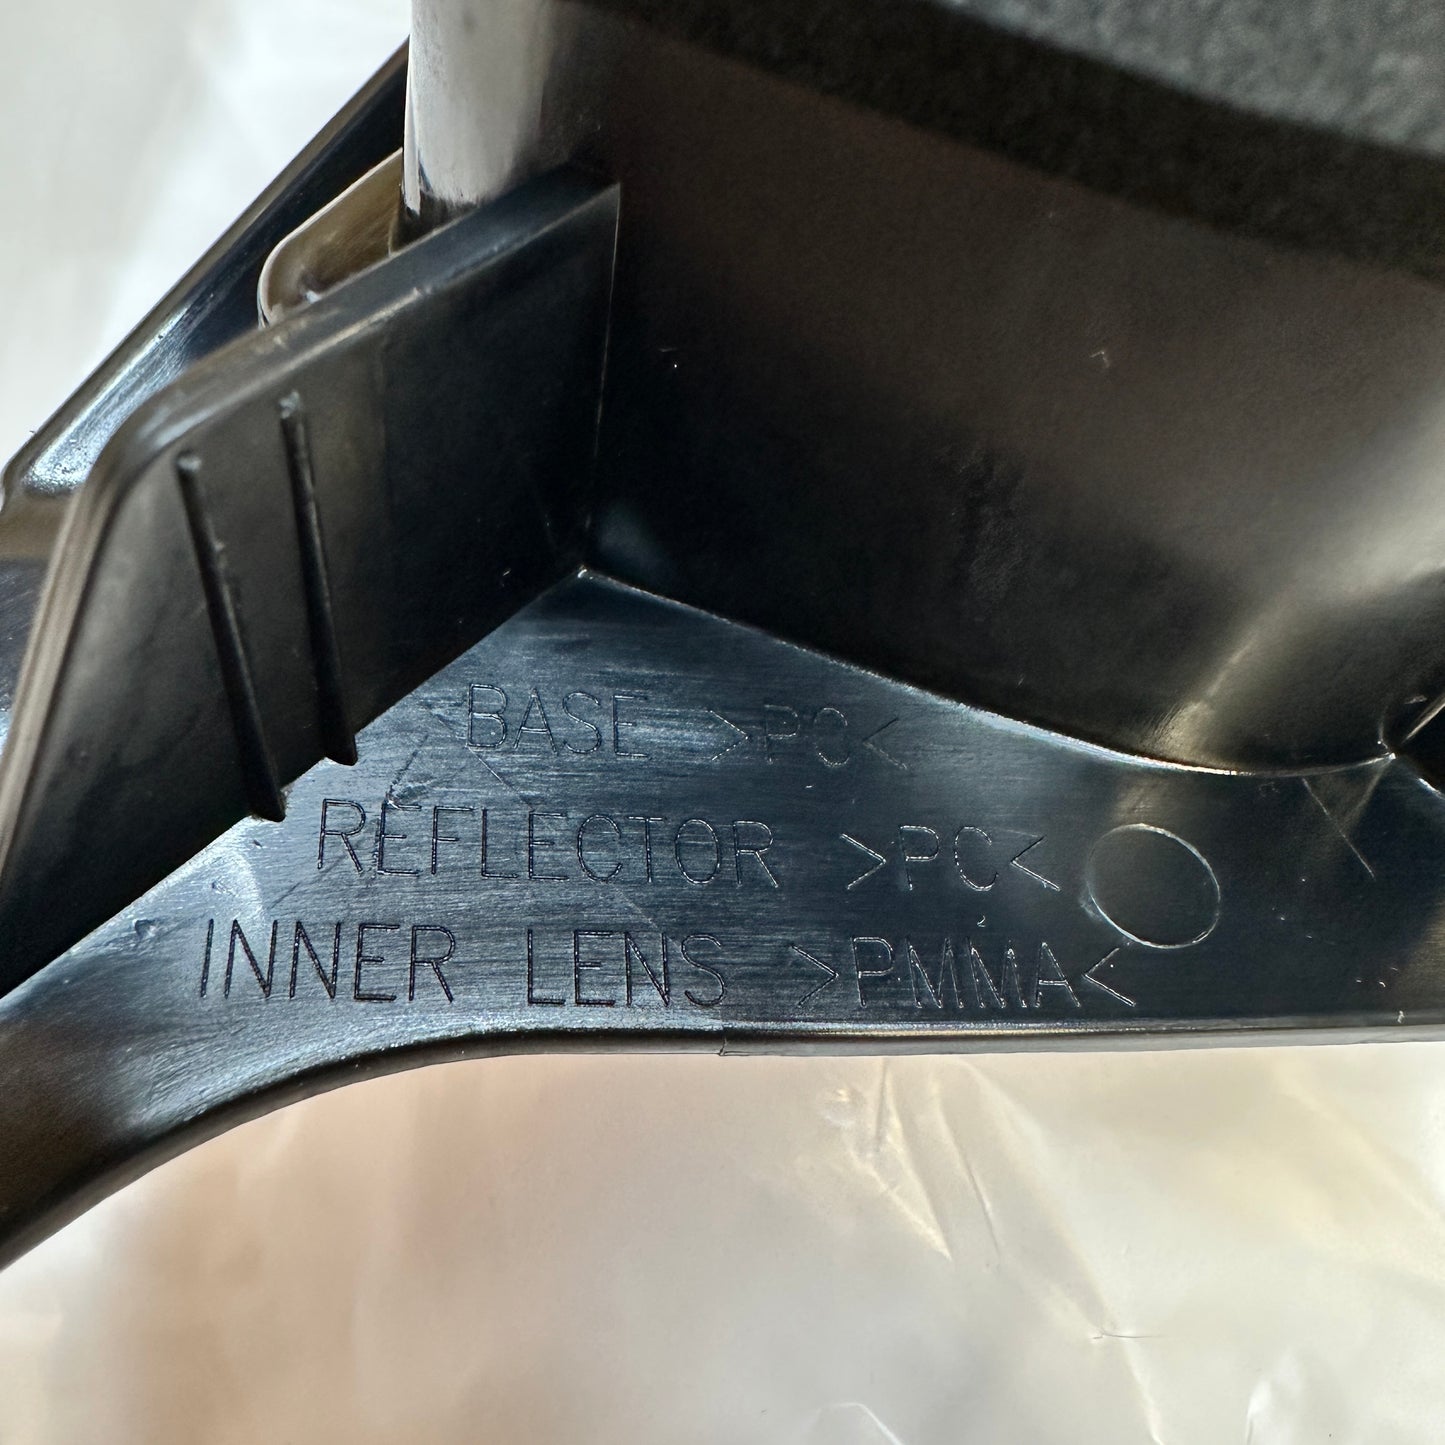 BASE >PC<
REFLECTOR >PC<
INNER LENS >PMMA<